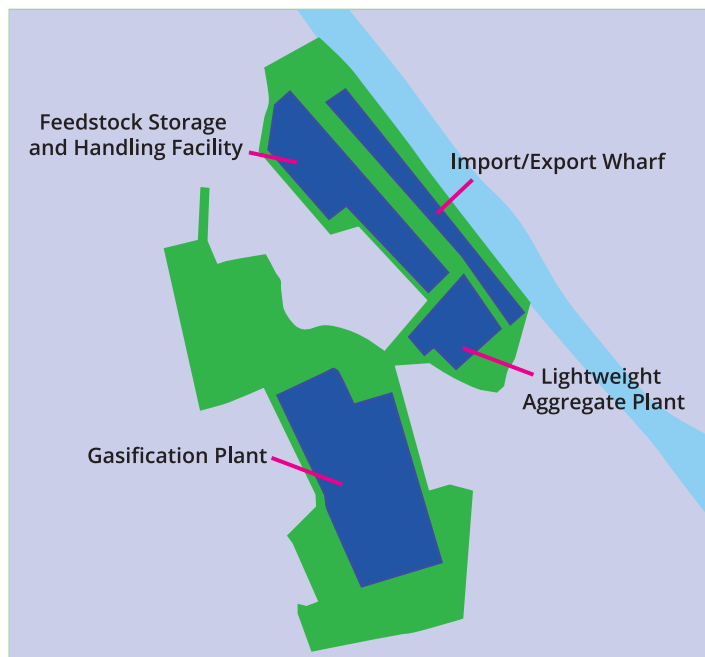 Feedstock Storage
and Handling Facility
Import/Export Wharf
Lightweight
Aggregate Plant
Gasification Plant